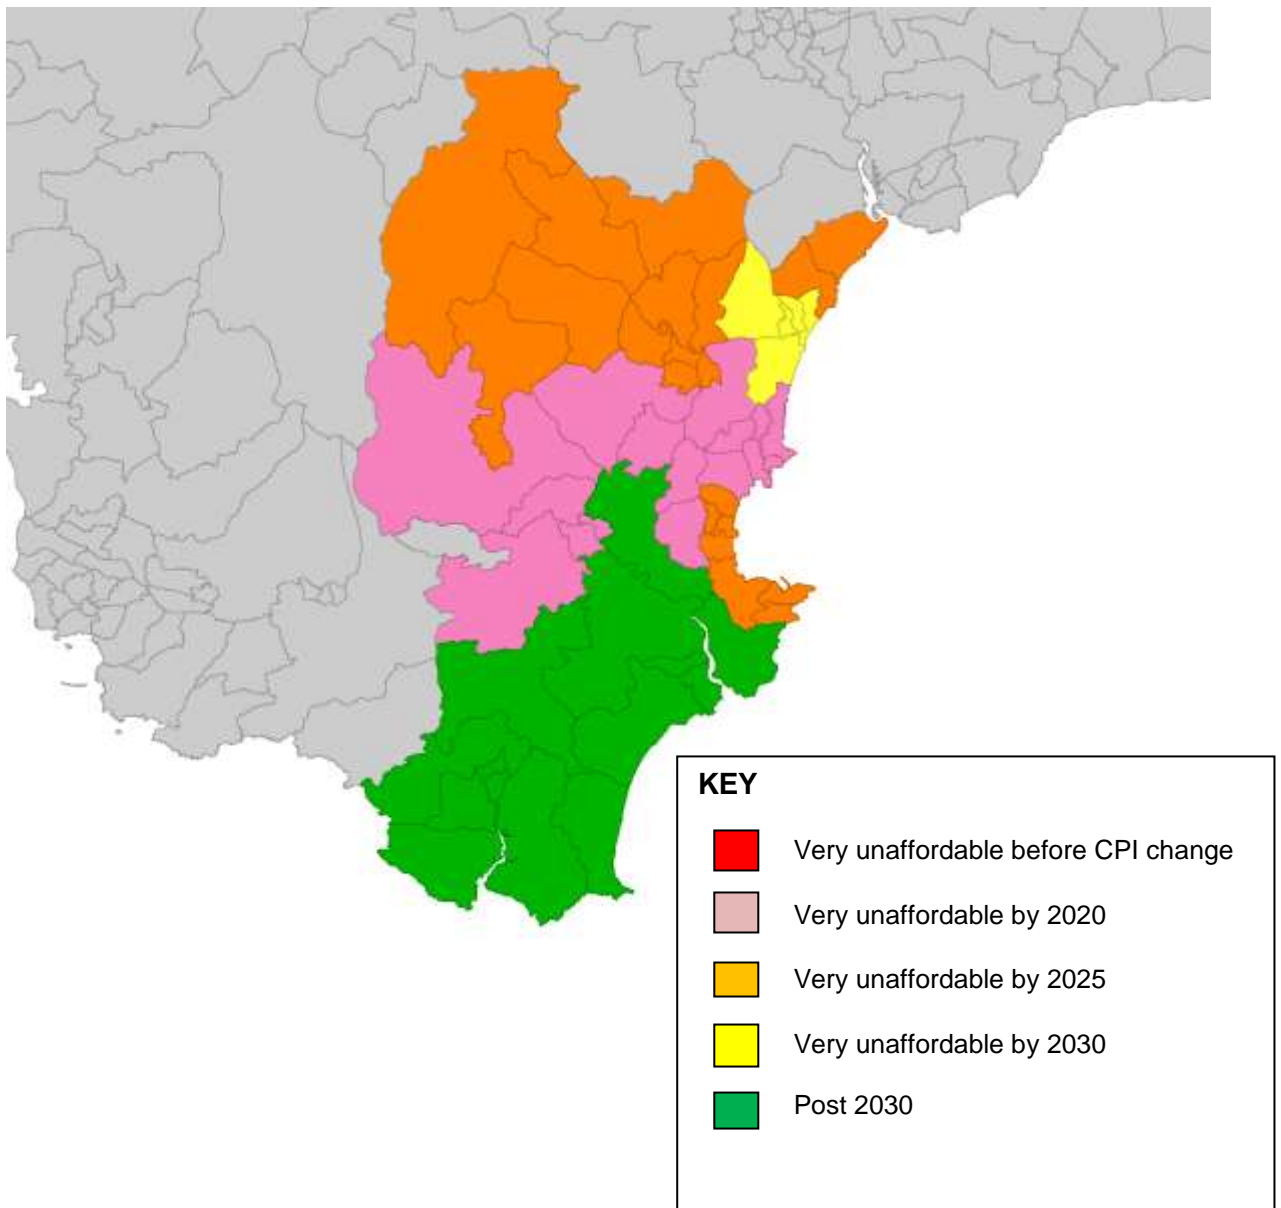 KEY
Very unaffordable before CPI change
Very unaffordable by 2020
Very unaffordable by 2025
Very unaffordable by 2030
Post 2030